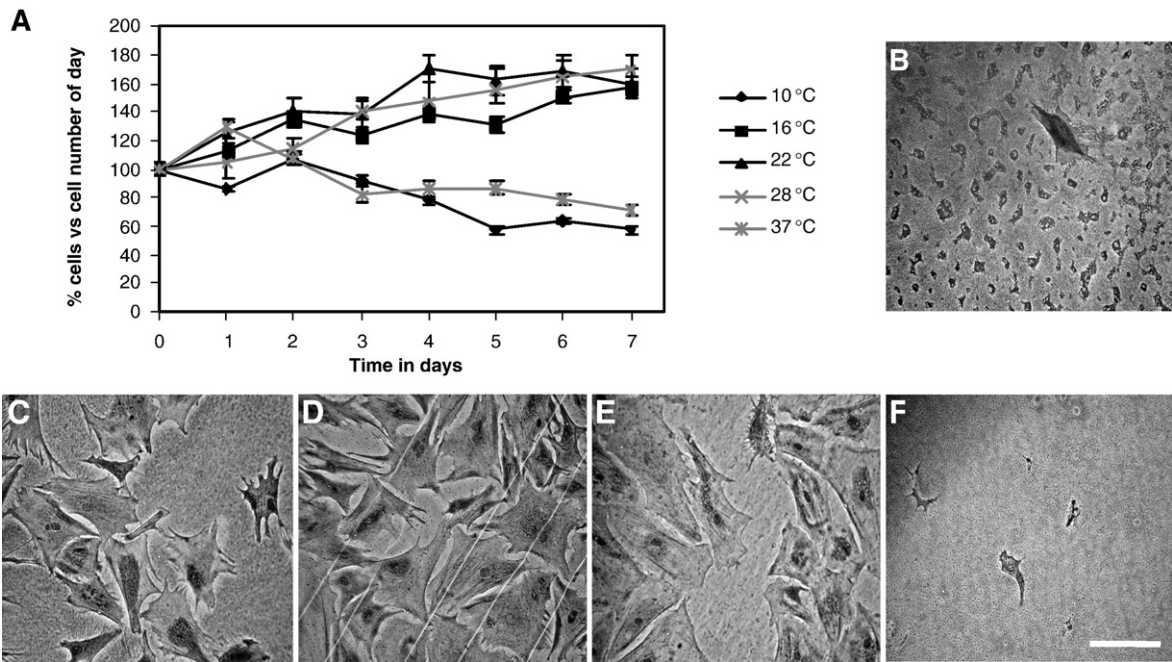 A
% cells vs cell number of day
200
180
160
140
120
100
80
60
40
20
0
0 1 2 3 4 5 6 7
Time in days
10 °C
16 °C
22 °C
28 °C
37 °C
B
C D E F